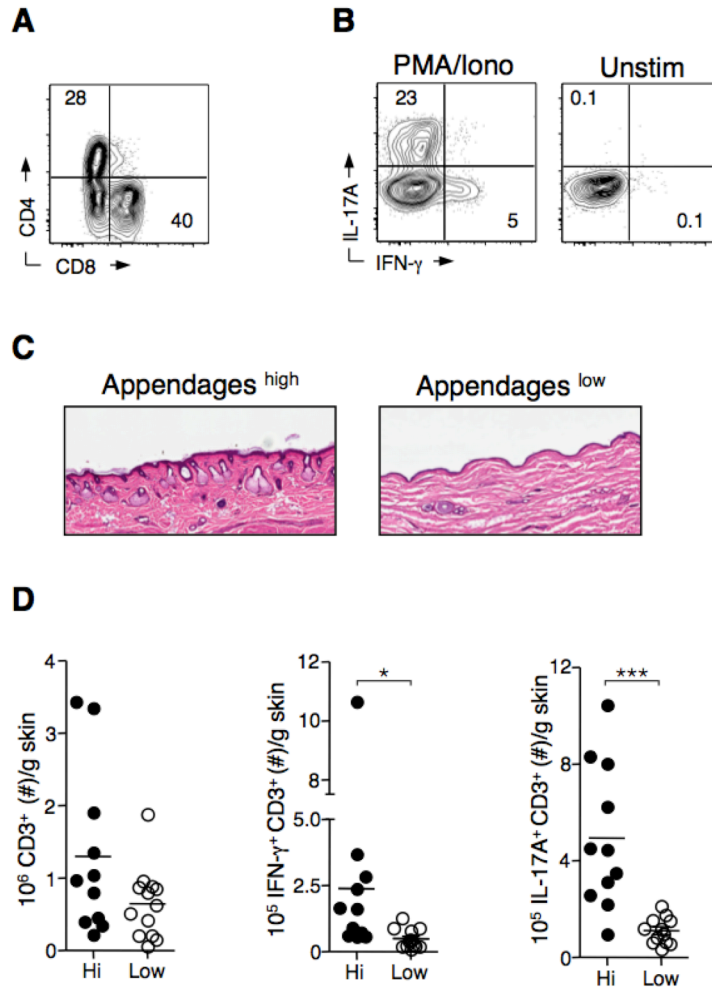 A
B
PMA/Iono
Unstim
28
40
CD4
CD8
23
5
IL-17A
IFN-γ
0.1
0.1
C
Appendages high
Appendages low
D
4
3
2
1
0
10⁶ CD3⁺ (#)/g skin
Hi
Low
12
10
8
5.0
2.5
0
10⁵ IFN-γ⁺ CD3⁺ (#)/g skin
*
Hi
Low
12
8
4
0
10⁵ IL-17A⁺ CD3⁺ (#)/g skin
***
Hi
Low